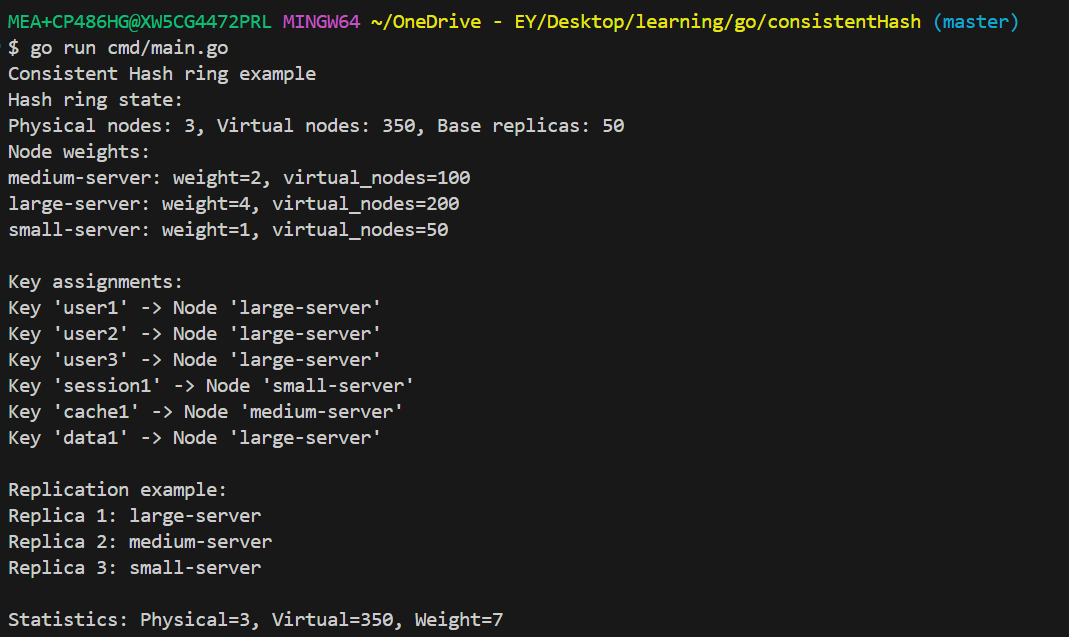 MEA+CP486HG@XW5CG4472PRL MINGW64 ~/OneDrive - EY/Desktop/learning/go/consistentHash (master)
$ go run cmd/main.go
Consistent Hash ring example
Hash ring state:
Physical nodes: 3, Virtual nodes: 350, Base replicas: 50
Node weights:
medium-server: weight=2, virtual_nodes=100
large-server: weight=4, virtual_nodes=200
small-server: weight=1, virtual_nodes=50
Key assignments:
Key 'user1' -> Node 'large-server'
Key 'user2' -> Node 'large-server'
Key 'user3' -> Node 'large-server'
Key 'session1' -> Node 'small-server'
Key 'cache1' -> Node 'medium-server'
Key 'data1' -> Node 'large-server'
Replication example:
Replica 1: large-server
Replica 2: medium-server
Replica 3: small-server
Statistics: Physical=3, Virtual=350, Weight=7